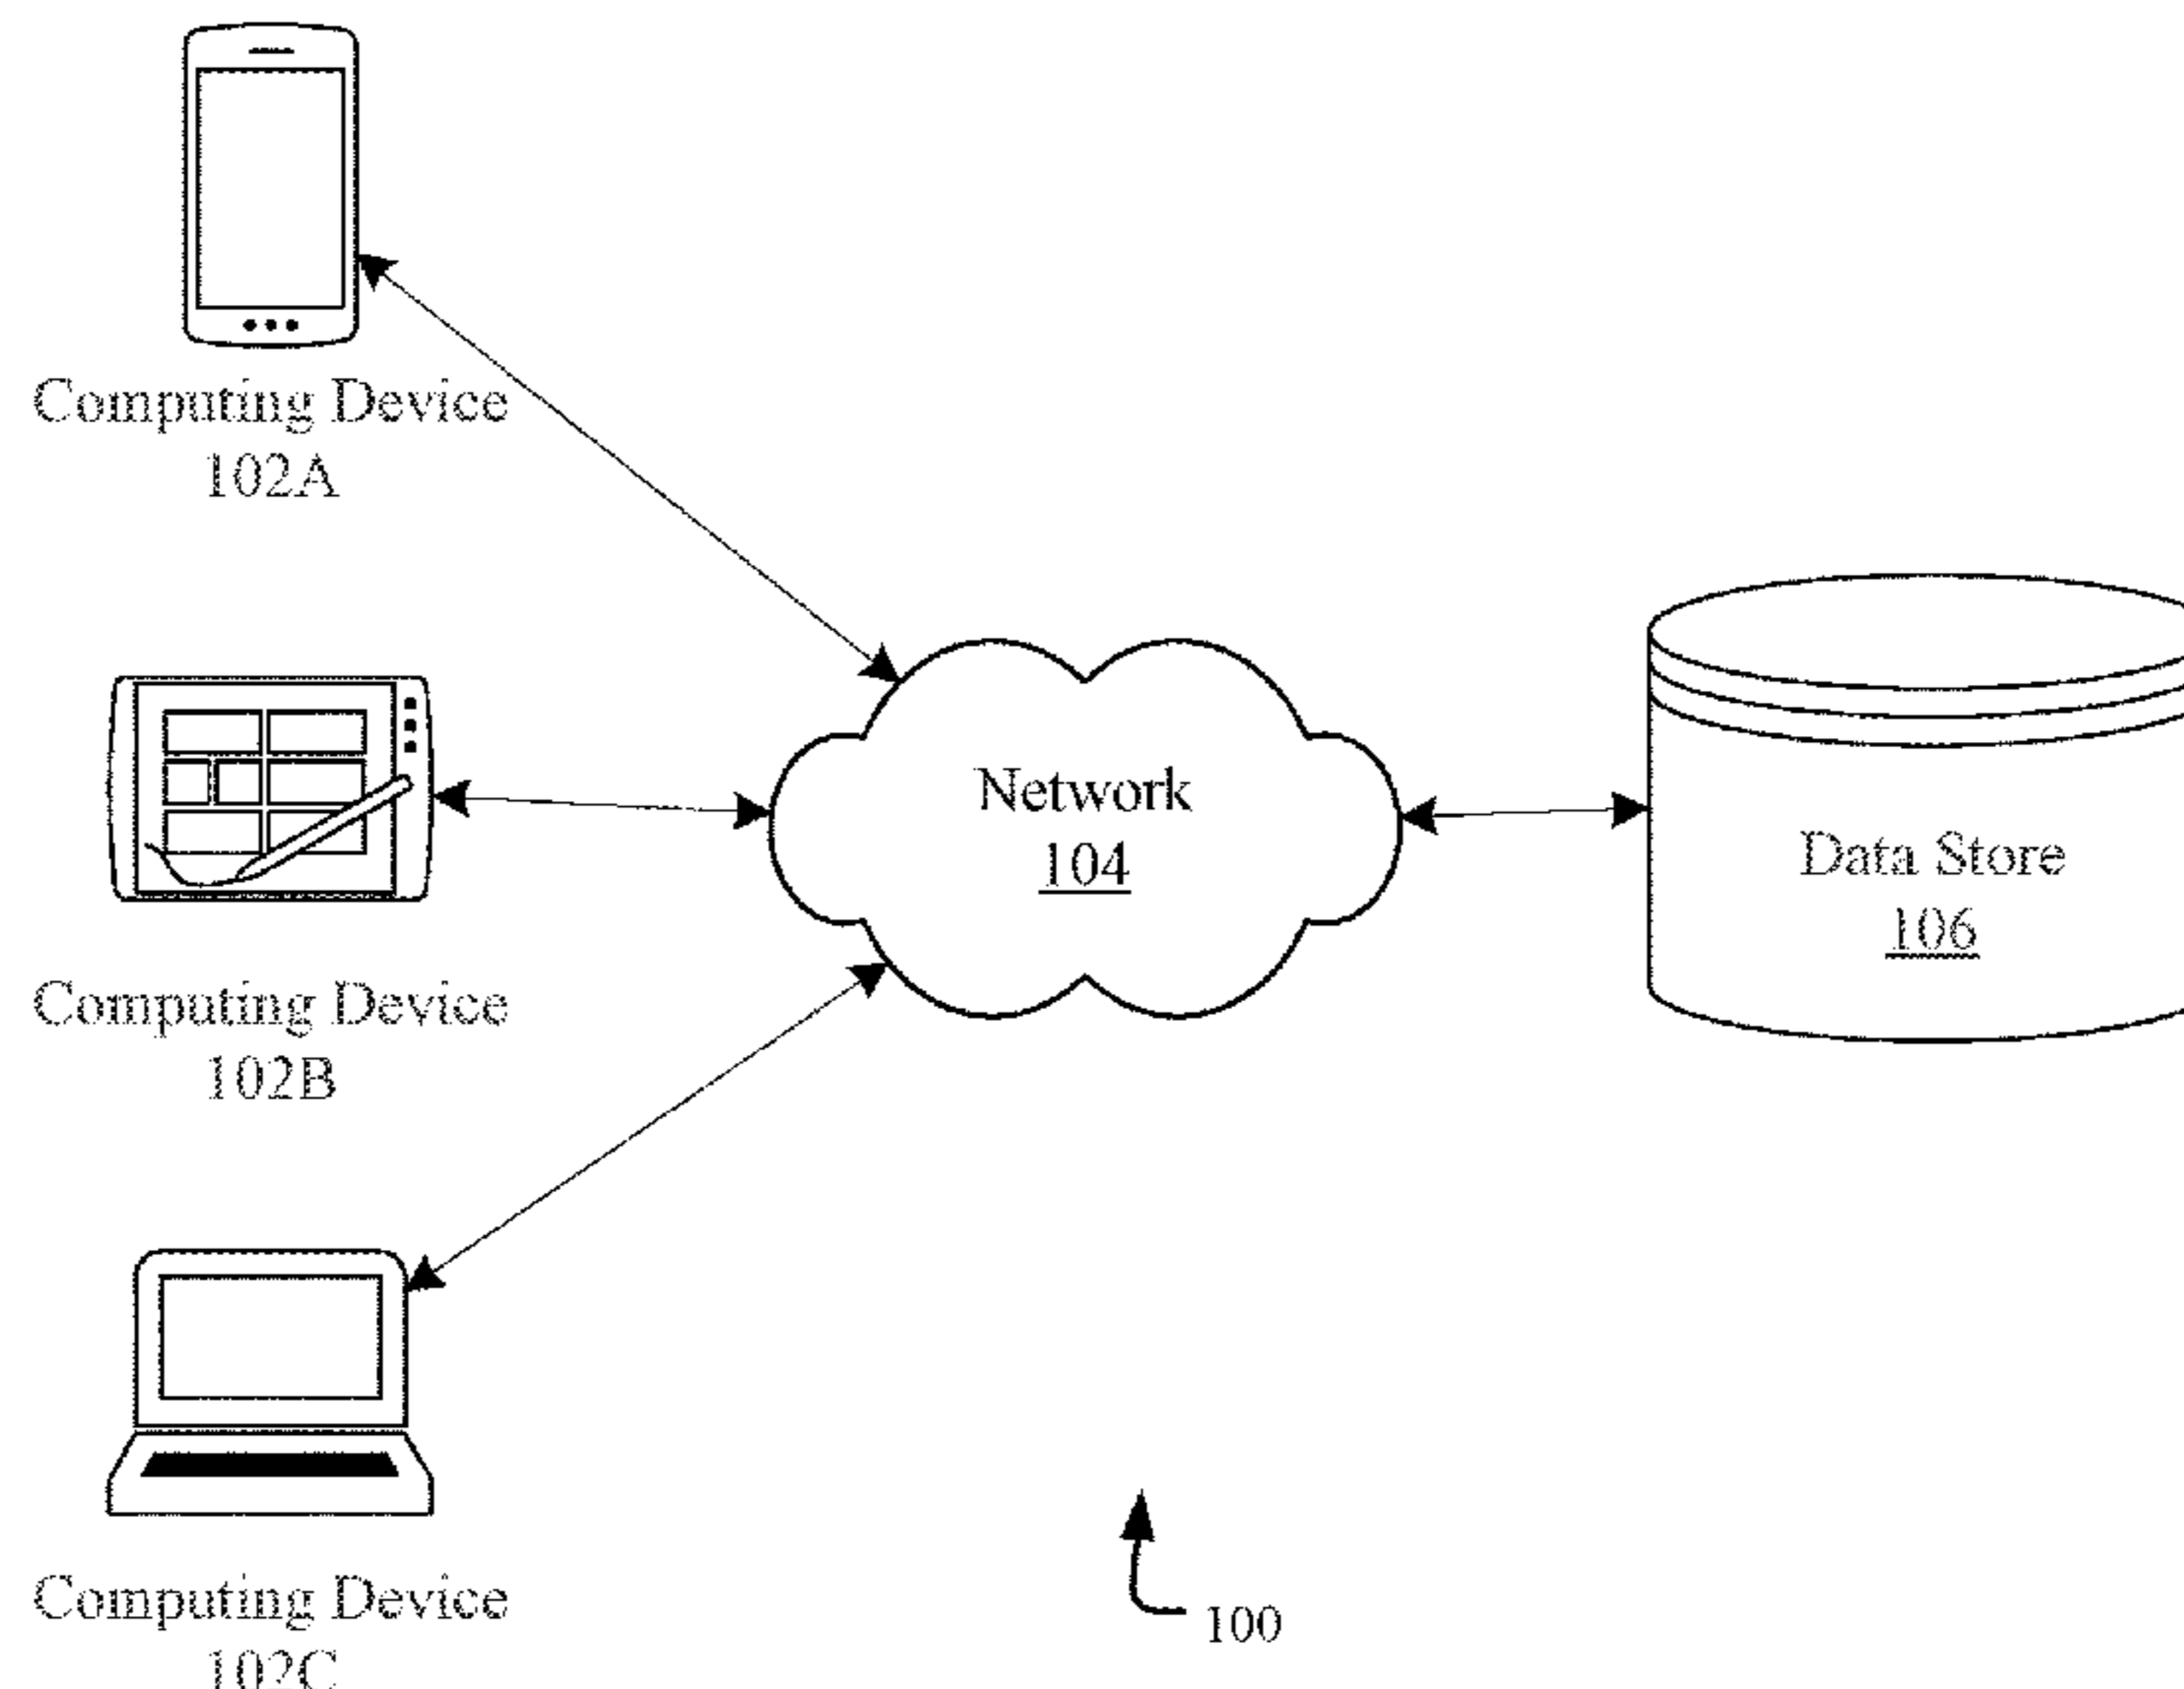 Computing Device
102A
Computing Device
102B
Network
104
Data Store
106
Computing Device
102C
100